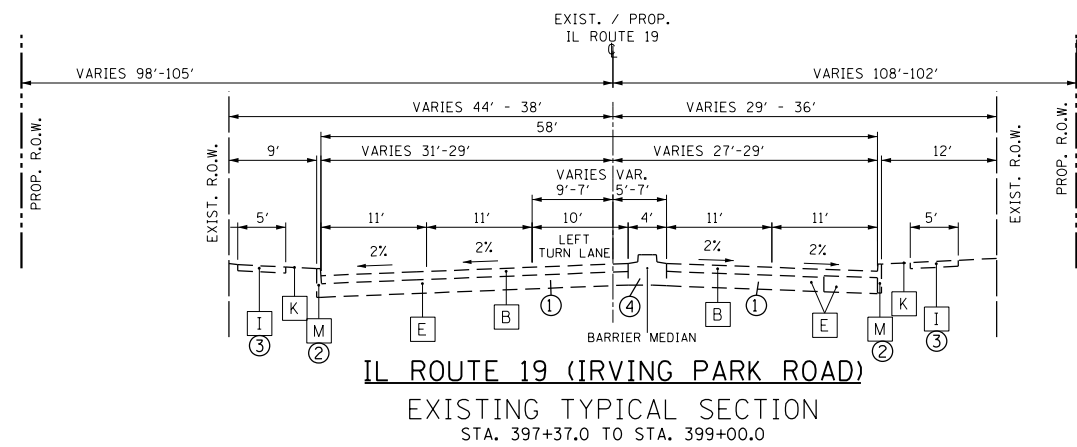 EXIST. / PROP.
IL ROUTE 19
℄
VARIES 98'-105'
VARIES 108'-102'
VARIES 44' - 38'
VARIES 29' - 36'
58'
9'
VARIES 31'-29'
VARIES 27'-29'
12'
VARIES
9'-7'
VAR.
5'-7'
5'
11'
11'
10'
4'
11'
11'
5'
LEFT
TURN LANE
2%
2%
2%
2%
PROP. R.O.W.
EXIST. R.O.W.
EXIST. R.O.W.
PROP. R.O.W.
I
3
K
M
2
E
B
1
4
BARRIER MEDIAN
B
1
E
M
2
K
I
3
IL ROUTE 19 (IRVING PARK ROAD)
EXISTING TYPICAL SECTION
STA. 397+37.0 TO STA. 399+00.0